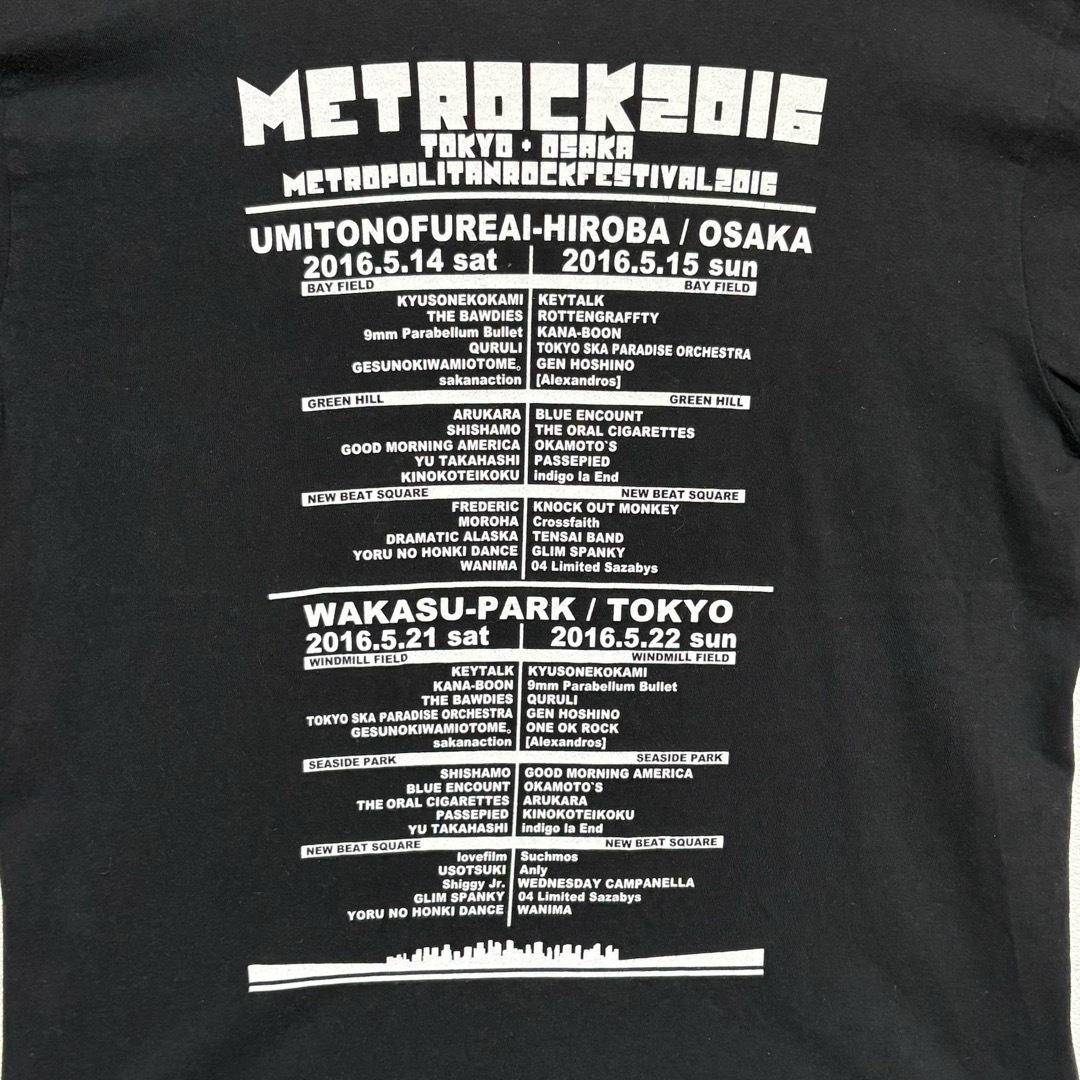 METROCK2016
TOKYO • OSAKA
METROPOLITANROCKFESTIVAL2016
UMITONOFUREAI-HIROBA / OSAKA
2016.5.14 sat 2016.5.15 sun
BAY FIELD BAY FIELD
KYUSONEKOKAMI KEYTALK
THE BAWDIES ROTTENGRAFFTY
9mm Parabellum Bullet KANA-BOON
QURULI TOKYO SKA PARADISE ORCHESTRA
GESUNOKIWAMIOTOME。 GEN HOSHINO
sakanaction [Alexandros]
GREEN HILL GREEN HILL
ARUKARA BLUE ENCOUNT
SHISHAMO THE ORAL CIGARETTES
GOOD MORNING AMERICA OKAMOTO`S
YU TAKAHASHI PASSEPIED
KINOKOTEIKOKU indigo la End
NEW BEAT SQUARE NEW BEAT SQUARE
FREDERIC KNOCK OUT MONKEY
MOROHA Crossfaith
DRAMATIC ALASKA TENSAI BAND
YORU NO HONKI DANCE GLIM SPANKY
WANIMA 04 Limited Sazabys
WAKASU-PARK / TOKYO
2016.5.21 sat 2016.5.22 sun
WINDMILL FIELD WINDMILL FIELD
KEYTALK KYUSONEKOKAMI
KANA-BOON 9mm Parabellum Bullet
THE BAWDIES QURULI
TOKYO SKA PARADISE ORCHESTRA GEN HOSHINO
GESUNOKIWAMIOTOME。 ONE OK ROCK
sakanaction [Alexandros]
SEASIDE PARK SEASIDE PARK
SHISHAMO GOOD MORNING AMERICA
BLUE ENCOUNT OKAMOTO`S
THE ORAL CIGARETTES ARUKARA
PASSEPIED KINOKOTEIKOKU
YU TAKAHASHI indigo la End
NEW BEAT SQUARE NEW BEAT SQUARE
lovefilm Suchmos
USOTSUKI Anly
Shiggy Jr. WEDNESDAY CAMPANELLA
GLIM SPANKY 04 Limited Sazabys
YORU NO HONKI DANCE WANIMA